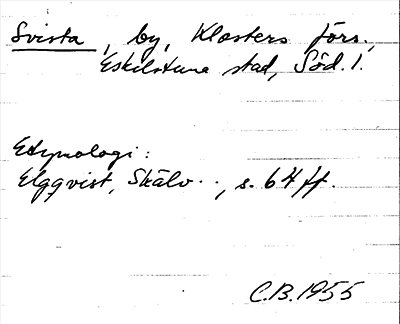 Svista, by, Klosters förs.,
Eskilstuna stad, Söd. l.
Etymologi:
Elgqvist, Skälv.., s. 64 ff.
C.B. 1955